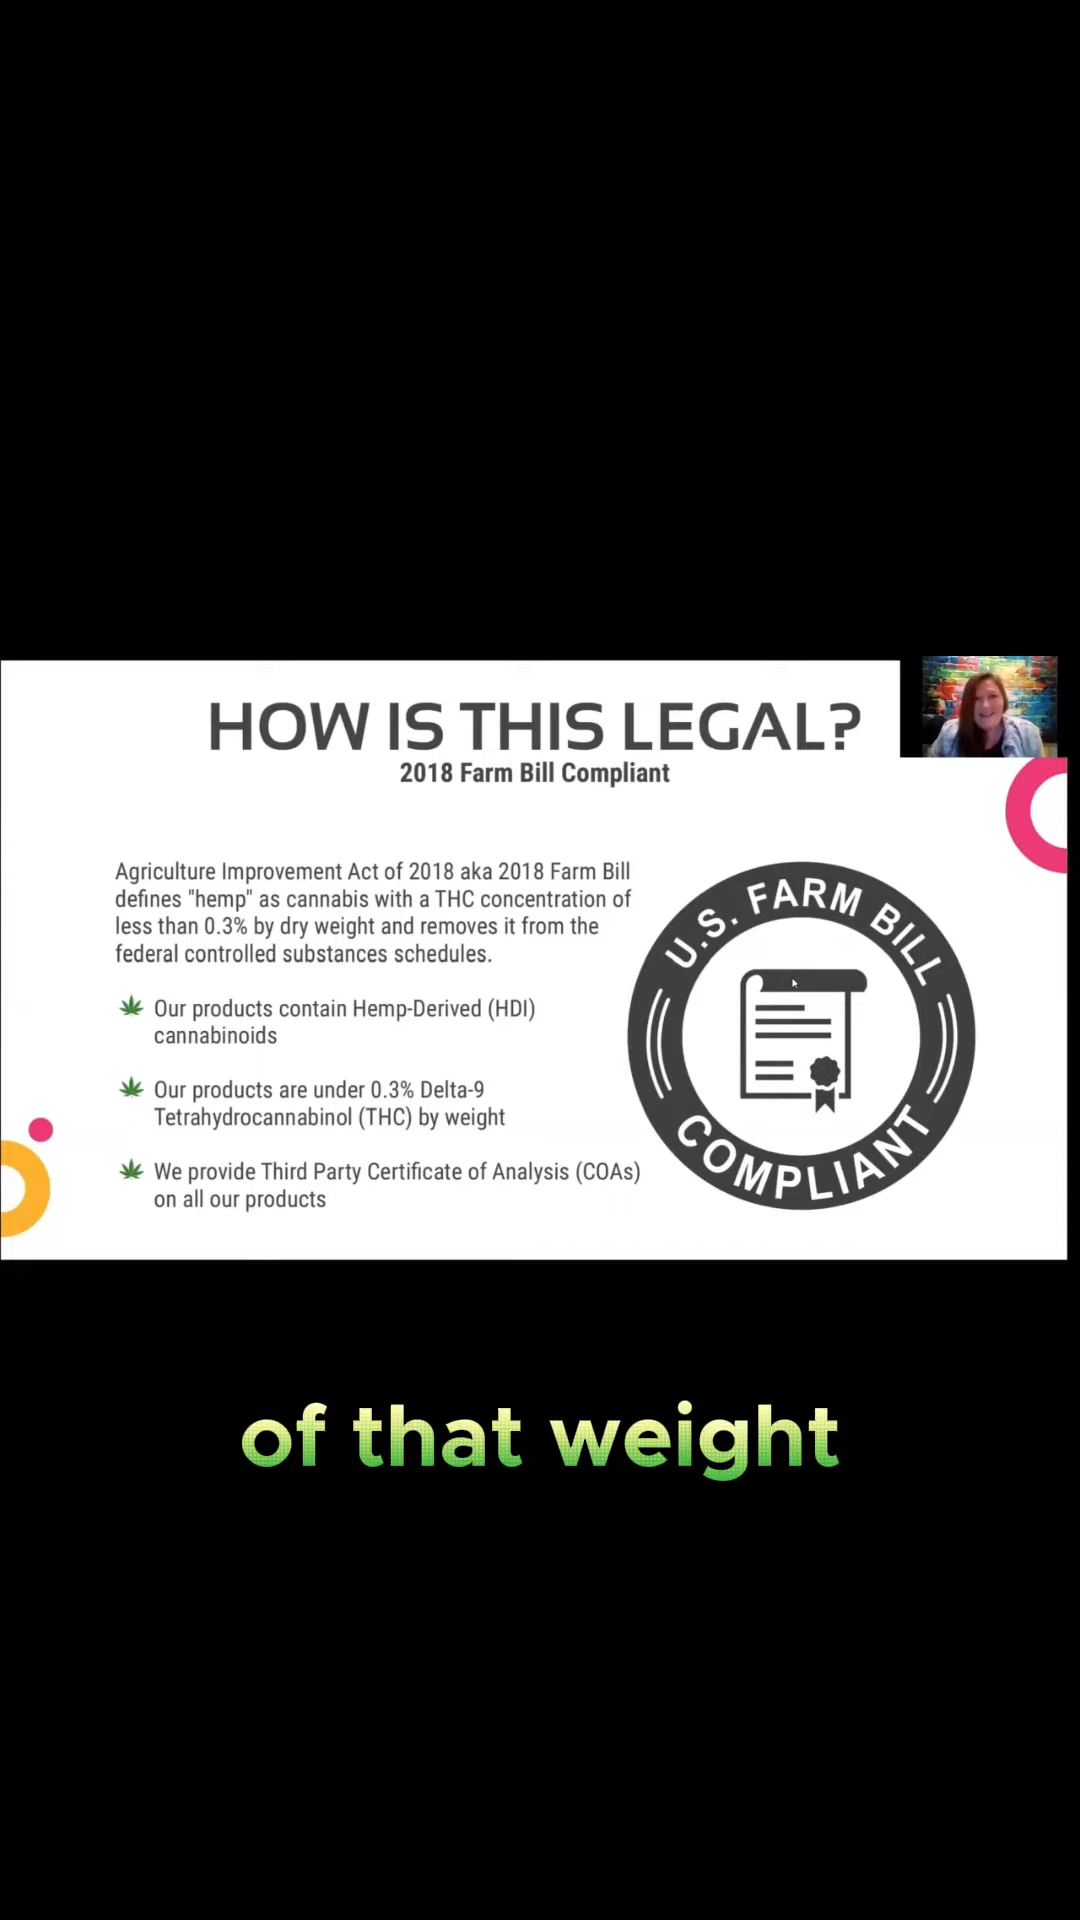 HOW IS THIS LEGAL?
2018 Farm Bill Compliant
Agriculture Improvement Act of 2018 aka 2018 Farm Bill
defines "hemp" as cannabis with a THC concentration of
less than 0.3% by dry weight and removes it from the
federal controlled substances schedules.
Our products contain Hemp-Derived (HDI)
cannabinoids
Our products are under 0.3% Delta-9
Tetrahydrocannabinol (THC) by weight
We provide Third Party Certificate of Analysis (COAs)
on all our products
U.S. FARM BILL
COMPLIANT
of that weight